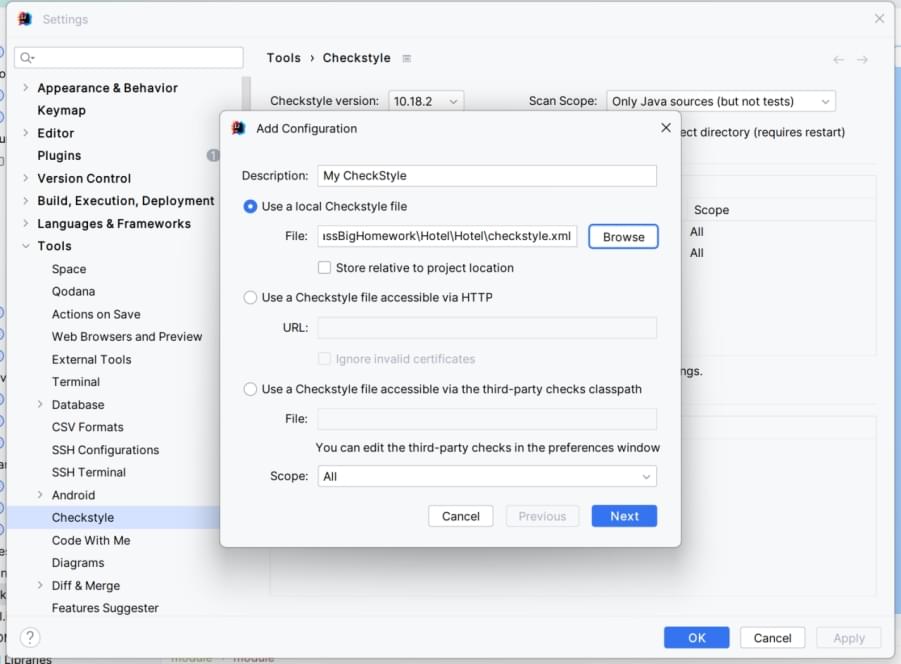 Settings
Tools › Checkstyle
Appearance & Behavior
Keymap
Editor
Plugins
1
Version Control
Build, Execution, Deployment
Languages & Frameworks
Tools
Space
Qodana
Actions on Save
Web Browsers and Preview
External Tools
Terminal
Database
CSV Formats
SSH Configurations
SSH Terminal
Android
Checkstyle
Code With Me
Diagrams
Diff & Merge
Features Suggester
Checkstyle version: 10.18.2
Scan Scope: Only Java sources (but not tests)
ect directory (requires restart)
Scope
All
All
ngs.
Add Configuration
Description: My CheckStyle
Use a local Checkstyle file
File: ıssBigHomework\Hotel\Hotel\checkstyle.xml Browse
Store relative to project location
Use a Checkstyle file accessible via HTTP
URL:
Ignore invalid certificates
Use a Checkstyle file accessible via the third-party checks classpath
File:
You can edit the third-party checks in the preferences window
Scope: All
Cancel Previous Next
? OK Cancel Apply
Libraries
module module